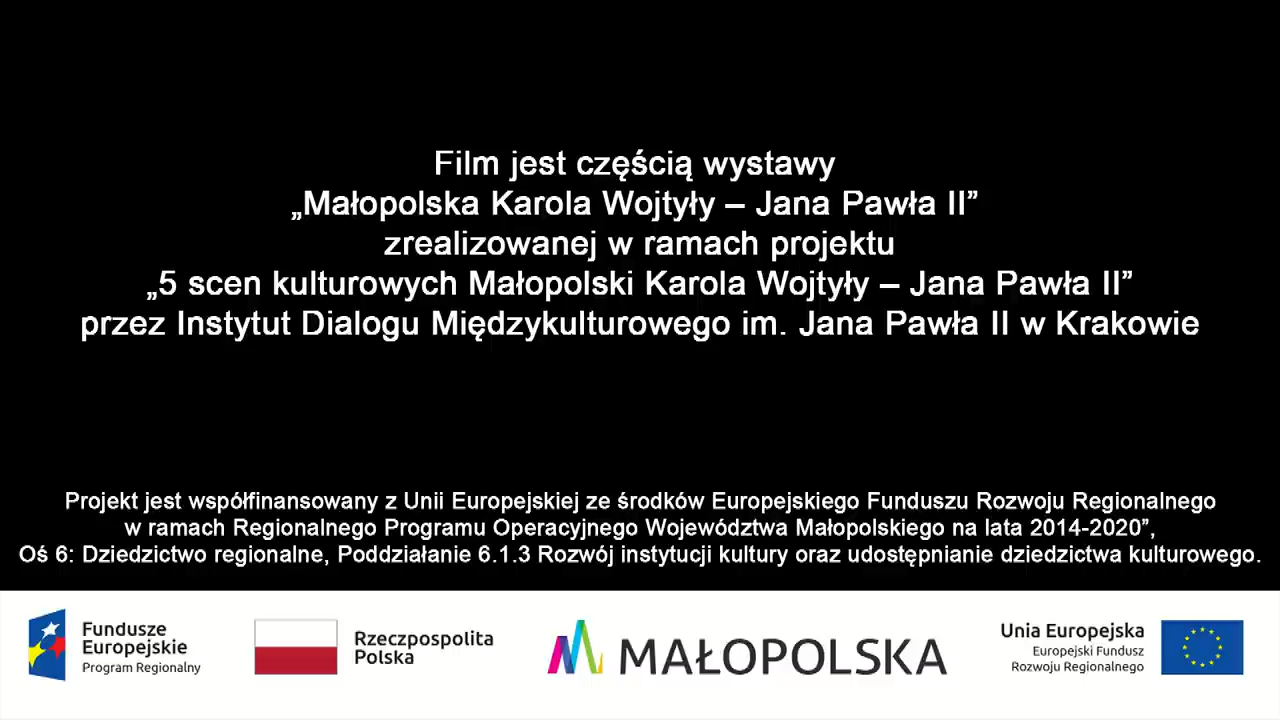 Film jest częścią wystawy
„Małopolska Karola Wojtyły – Jana Pawła II”
zrealizowanej w ramach projektu
„5 scen kulturowych Małopolski Karola Wojtyły – Jana Pawła II”
przez Instytut Dialogu Międzykulturowego im. Jana Pawła II w Krakowie
Projekt jest współfinansowany z Unii Europejskiej ze środków Europejskiego Funduszu Rozwoju Regionalnego
w ramach Regionalnego Programu Operacyjnego Województwa Małopolskiego na lata 2014-2020”,
Oś 6: Dziedzictwo regionalne, Poddziałanie 6.1.3 Rozwój instytucji kultury oraz udostępnianie dziedzictwa kulturowego.
Fundusze
Europejskie
Program Regionalny
Rzeczpospolita
Polska
MAŁOPOLSKA
Unia Europejska
Europejski Fundusz
Rozwoju Regionalnego